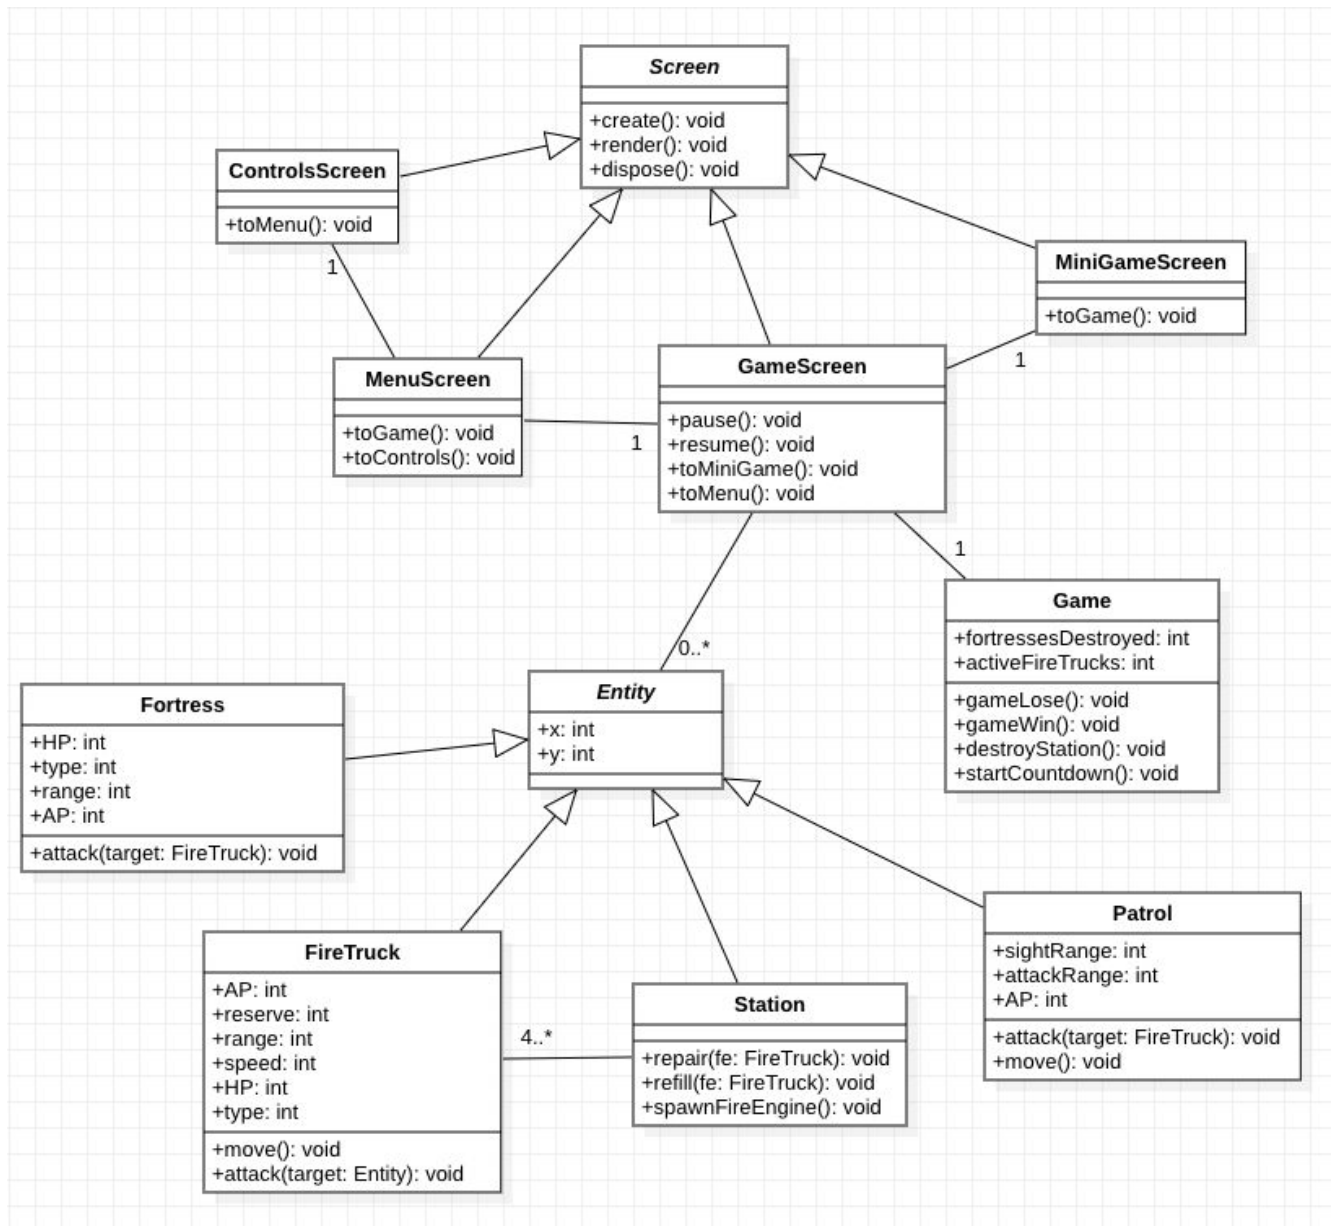 Screen
+create(): void
+render(): void
+dispose(): void
ControlsScreen
+toMenu(): void
1
MiniGameScreen
+toGame(): void
1
MenuScreen
+toGame(): void
+toControls(): void
1
GameScreen
+pause(): void
+resume(): void
+toMiniGame(): void
+toMenu(): void
1
0..*
Game
+fortressesDestroyed: int
+activeFireTrucks: int
+gameLose(): void
+gameWin(): void
+destroyStation(): void
+startCountdown(): void
Entity
+x: int
+y: int
Fortress
+HP: int
+type: int
+range: int
+AP: int
+attack(target: FireTruck): void
FireTruck
+AP: int
+reserve: int
+range: int
+speed: int
+HP: int
+type: int
+move(): void
+attack(target: Entity): void
4..*
Station
+repair(fe: FireTruck): void
+refill(fe: FireTruck): void
+spawnFireEngine(): void
Patrol
+sightRange: int
+attackRange: int
+AP: int
+attack(target: FireTruck): void
+move(): void